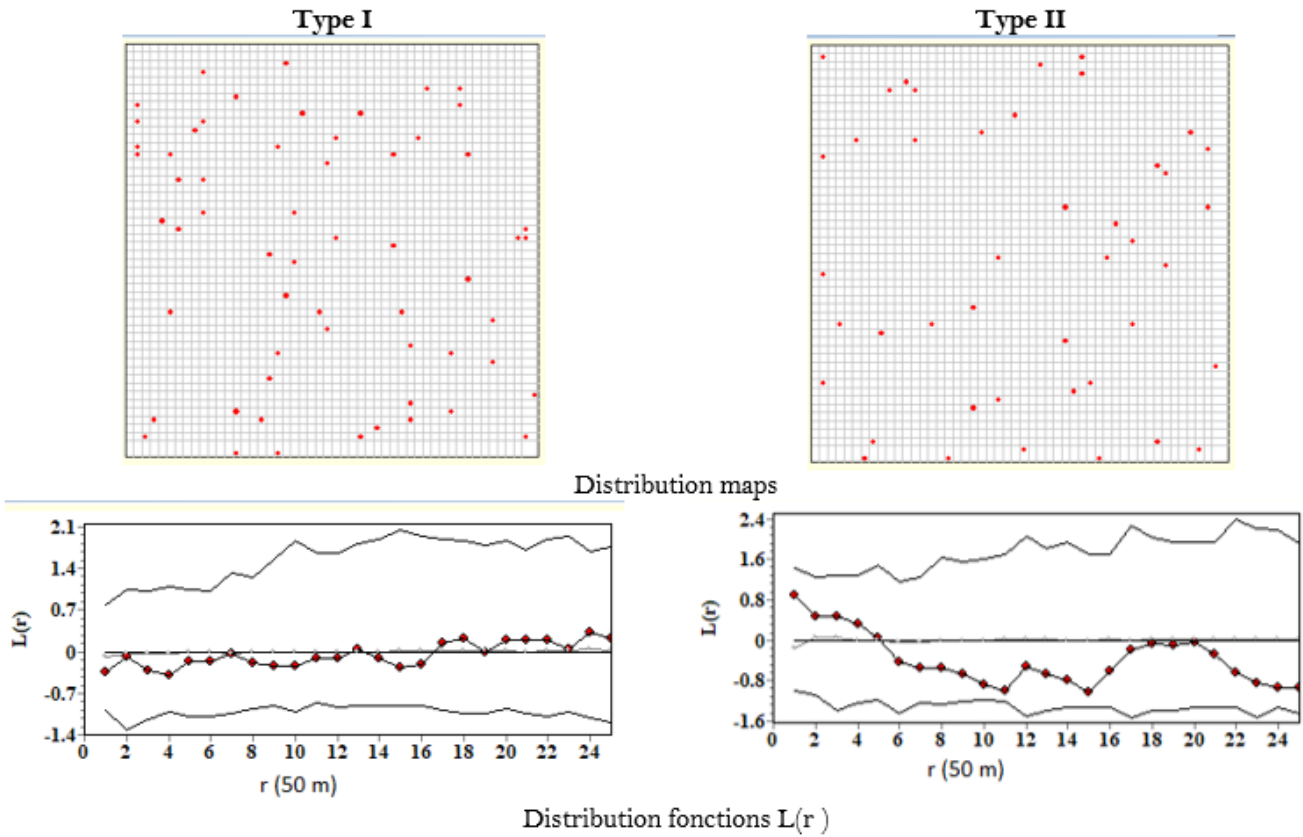 Type I
Type II
Distribution maps
2.1
1.4
0.7
0
-0.7
-1.4
L(r)
0 2 4 6 8 10 12 14 16 18 20 22 24
r (50 m)
2.4
1.6
0.8
0
-0.8
-1.6
L(r)
0 2 4 6 8 10 12 14 16 18 20 22 24
r (50 m)
Distribution fonctions L(r )